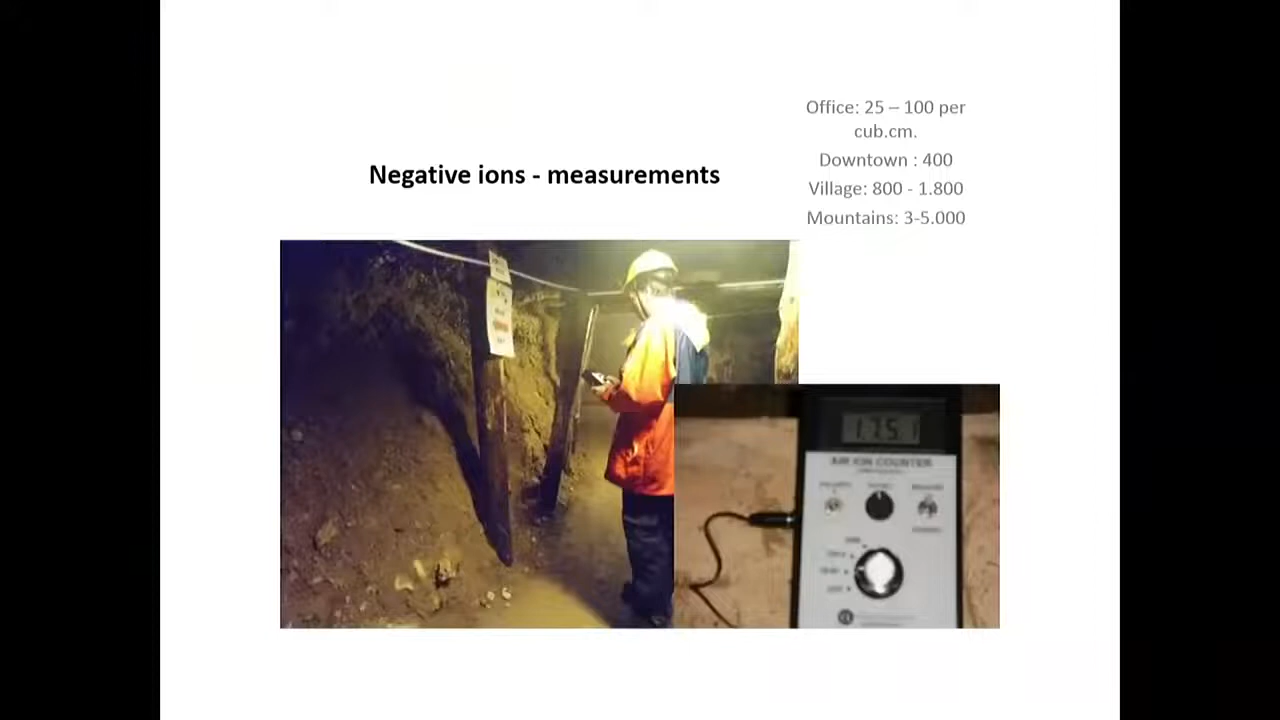 Office: 25 – 100 per
cub.cm.
Downtown : 400
Village: 800 - 1.800
Mountains: 3-5.000
Negative ions - measurements
AIR ION COUNTER